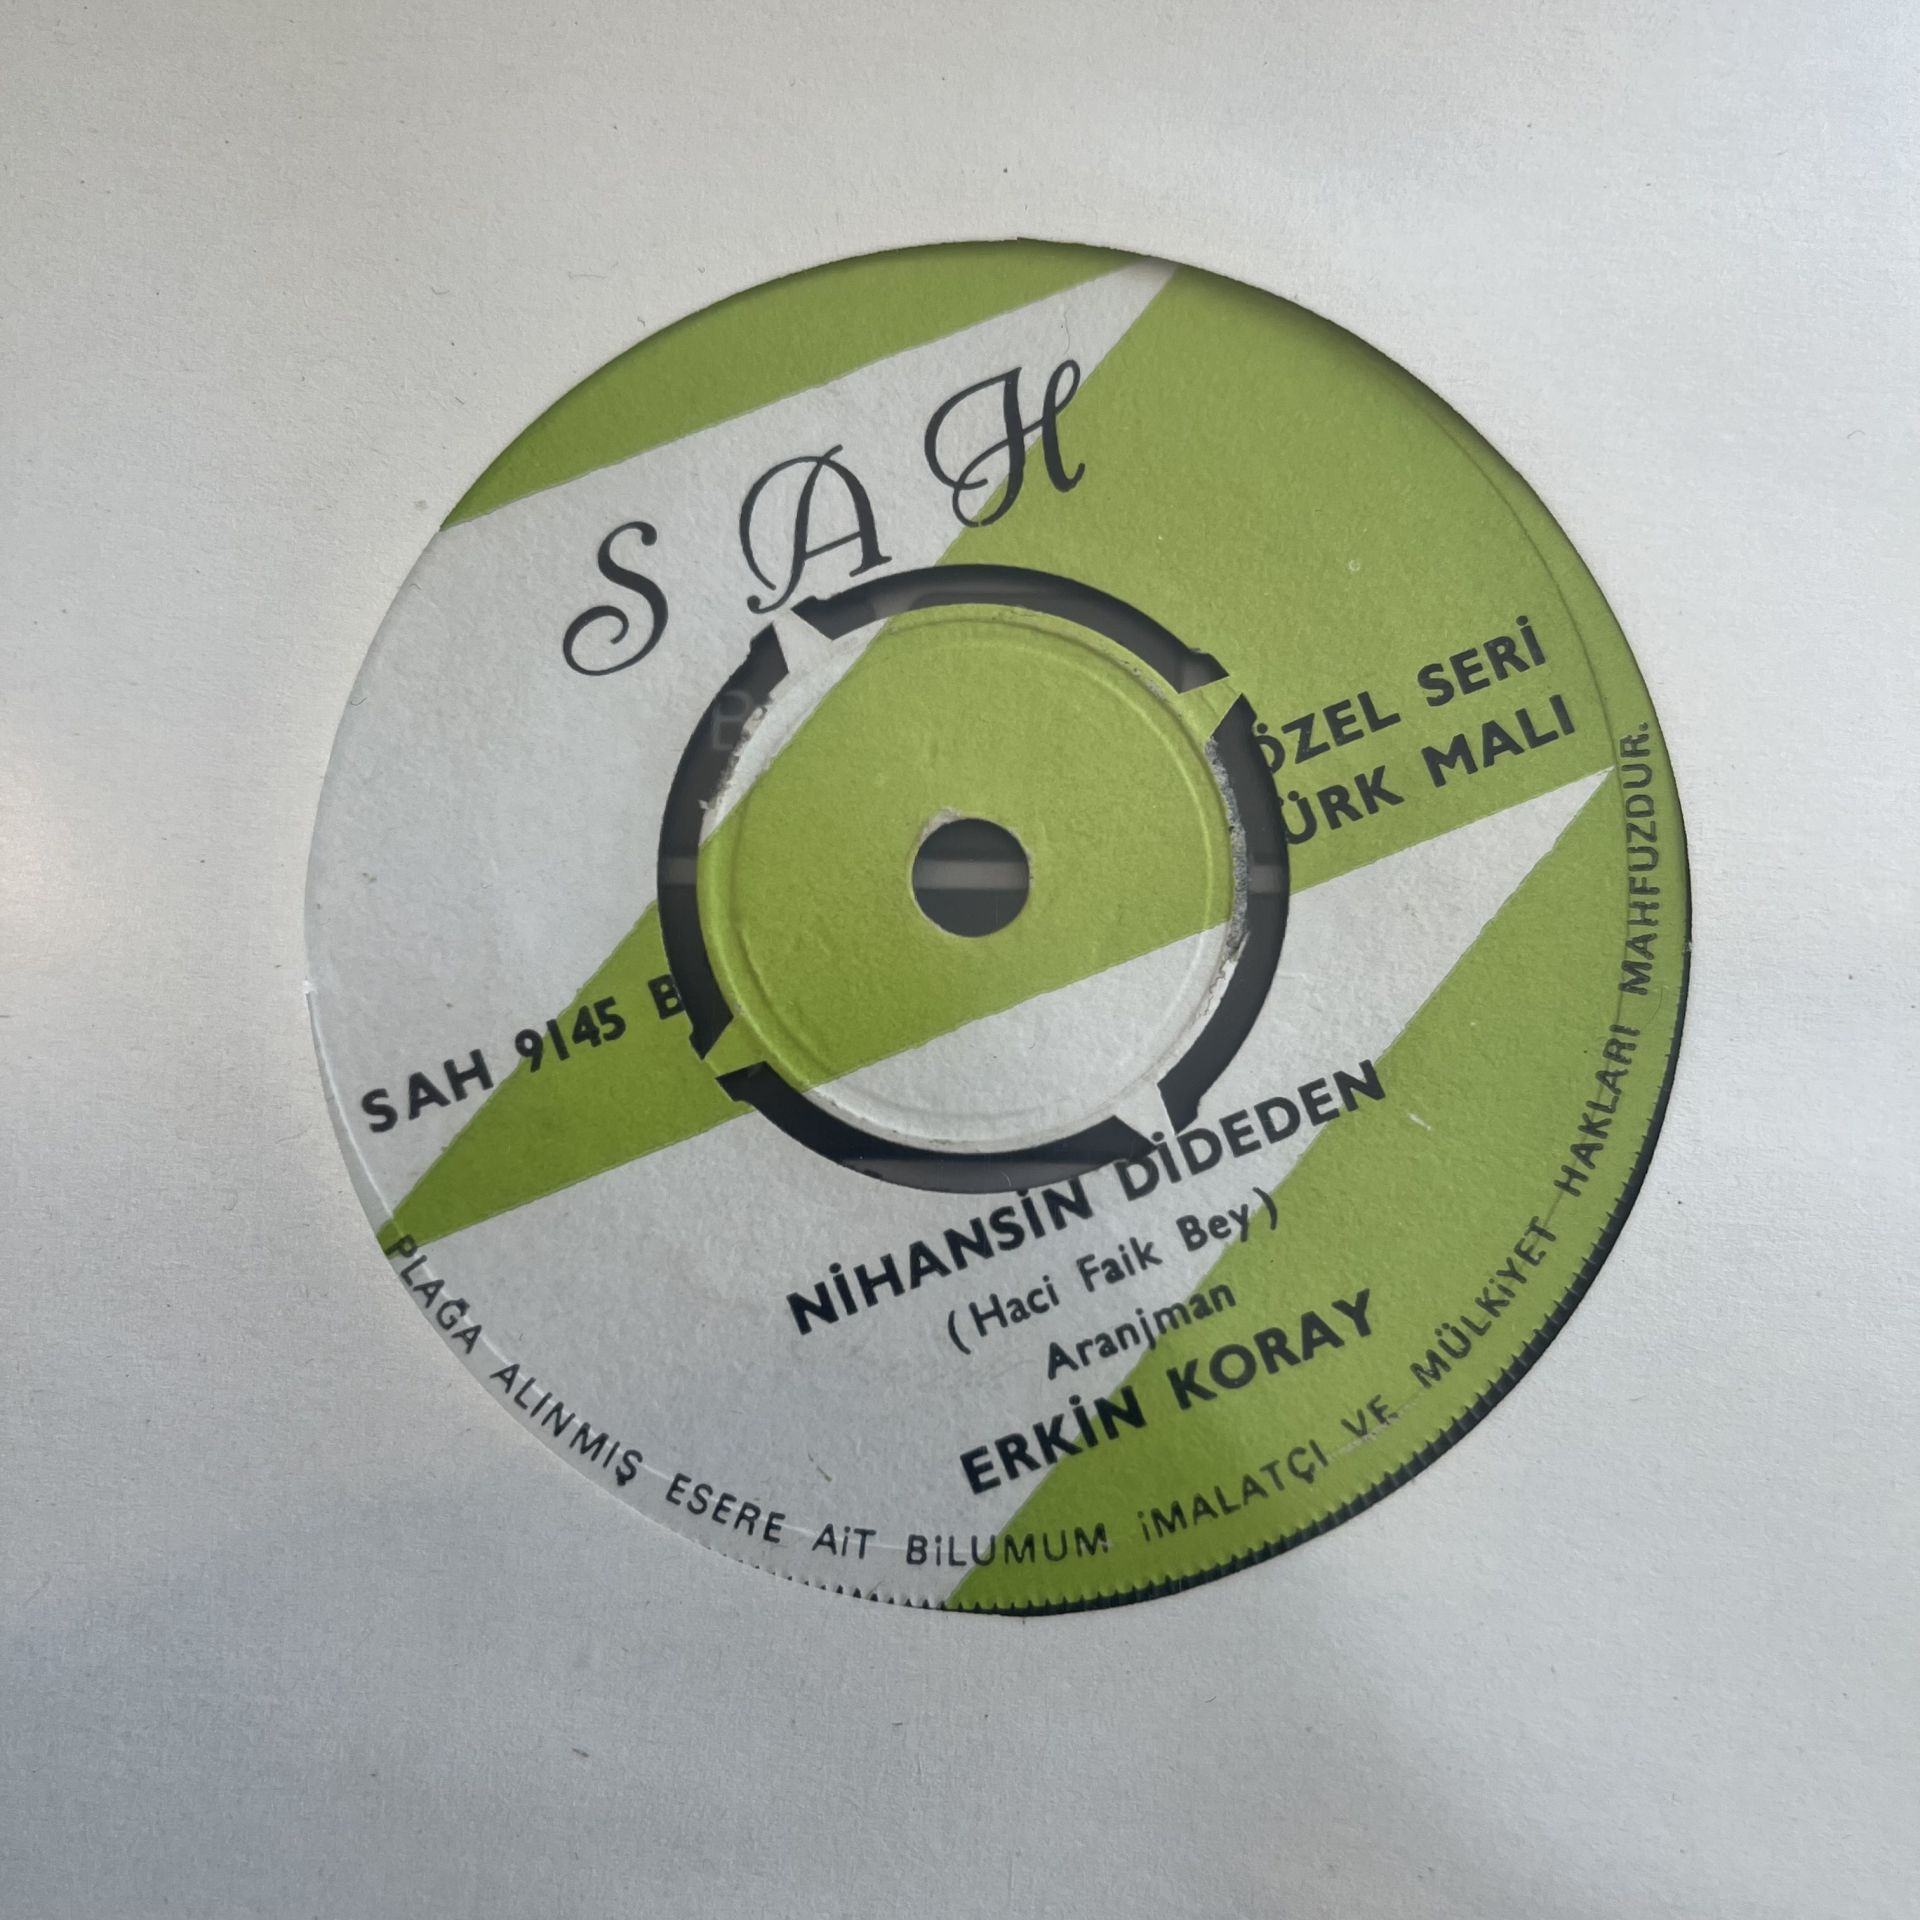 SAH
ÖZEL SERİ
ÜRK MALI
SAH 9145 B
NİHANSİN DİDEDEN
(Haci Faik Bey)
Aranjman
ERKİN KORAY
PLAĞA ALINMIŞ ESERE AİT BİLUMUM İMALATÇI VE MÜLKİYET HAKLARI MAHFUZDUR.